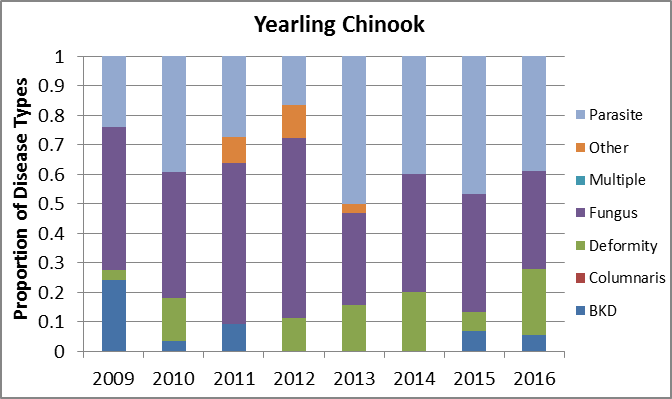 Yearling Chinook
Proportion of Disease Types
1
0.9
0.8
0.7
0.6
0.5
0.4
0.3
0.2
0.1
0
2009 2010 2011 2012 2013 2014 2015 2016
Parasite
Other
Multiple
Fungus
Deformity
Columnaris
BKD